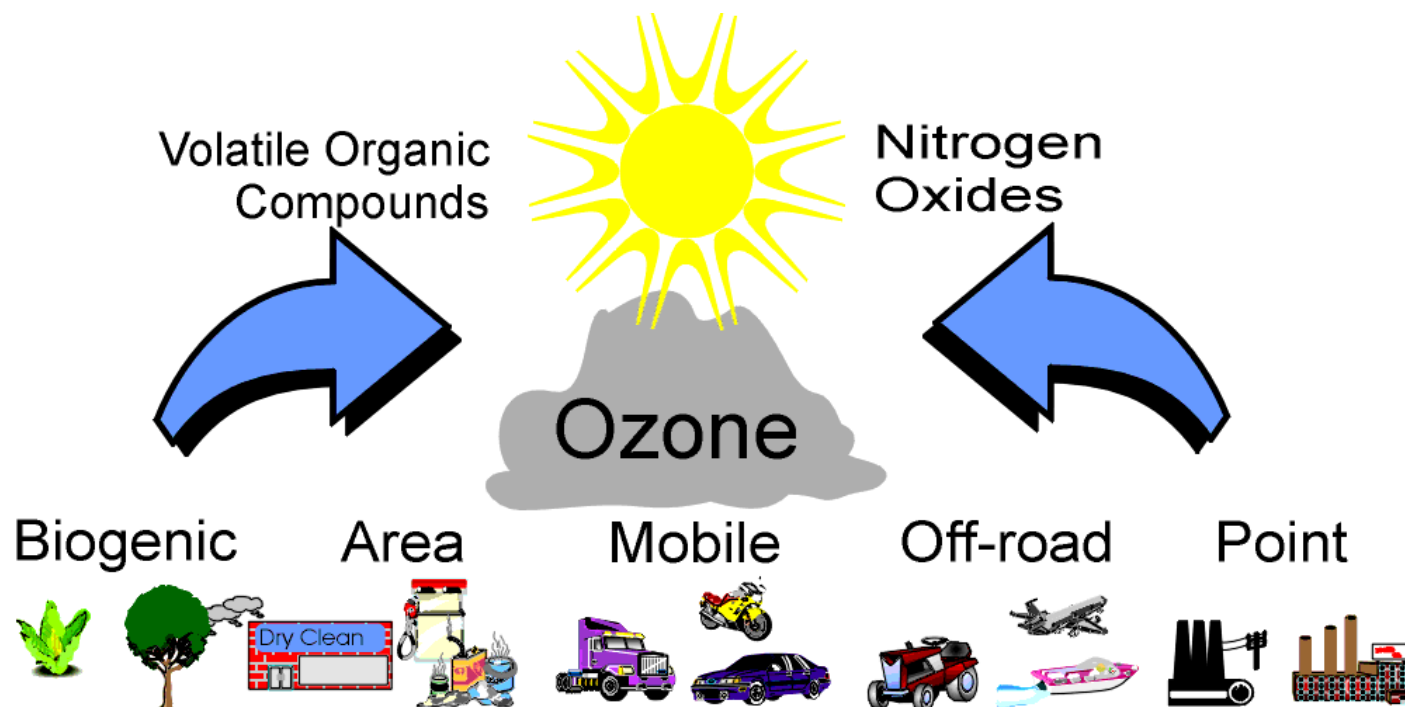 Volatile Organic
Compounds
Nitrogen
Oxides
Ozone
Biogenic
Area
Mobile
Off-road
Point
Dry Clean